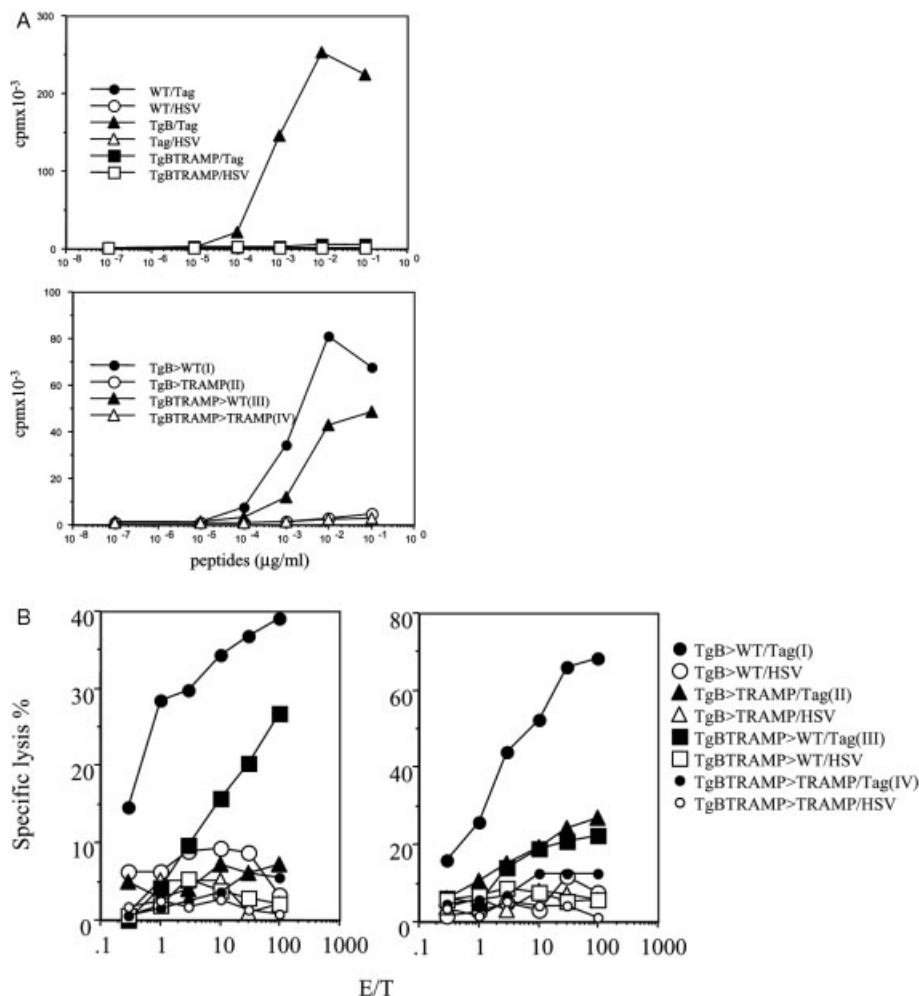 A
300
200
100
0
cpmx10⁻³
WT/Tag
WT/HSV
TgB/Tag
Tag/HSV
TgBTRAMP/Tag
TgBTRAMP/HSV
10⁻⁸ 10⁻⁷ 10⁻⁶ 10⁻⁵ 10⁻⁴ 10⁻³ 10⁻² 10⁻¹ 10⁰
100
80
60
40
20
0
cpmx10⁻³
TgB>WT(I)
TgB>TRAMP(II)
TgBTRAMP>WT(III)
TgBTRAMP>TRAMP(IV)
10⁻⁸ 10⁻⁷ 10⁻⁶ 10⁻⁵ 10⁻⁴ 10⁻³ 10⁻² 10⁻¹ 10⁰
peptides (µg/ml)
B
40
30
20
10
0
Specific lysis %
.1 1 10 100 1000
80
60
40
20
0
.1 1 10 100 1000
E/T
TgB>WT/Tag(I)
TgB>WT/HSV
TgB>TRAMP/Tag(II)
TgB>TRAMP/HSV
TgBTRAMP>WT/Tag(III)
TgBTRAMP>WT/HSV
TgBTRAMP>TRAMP/Tag(IV)
TgBTRAMP>TRAMP/HSV